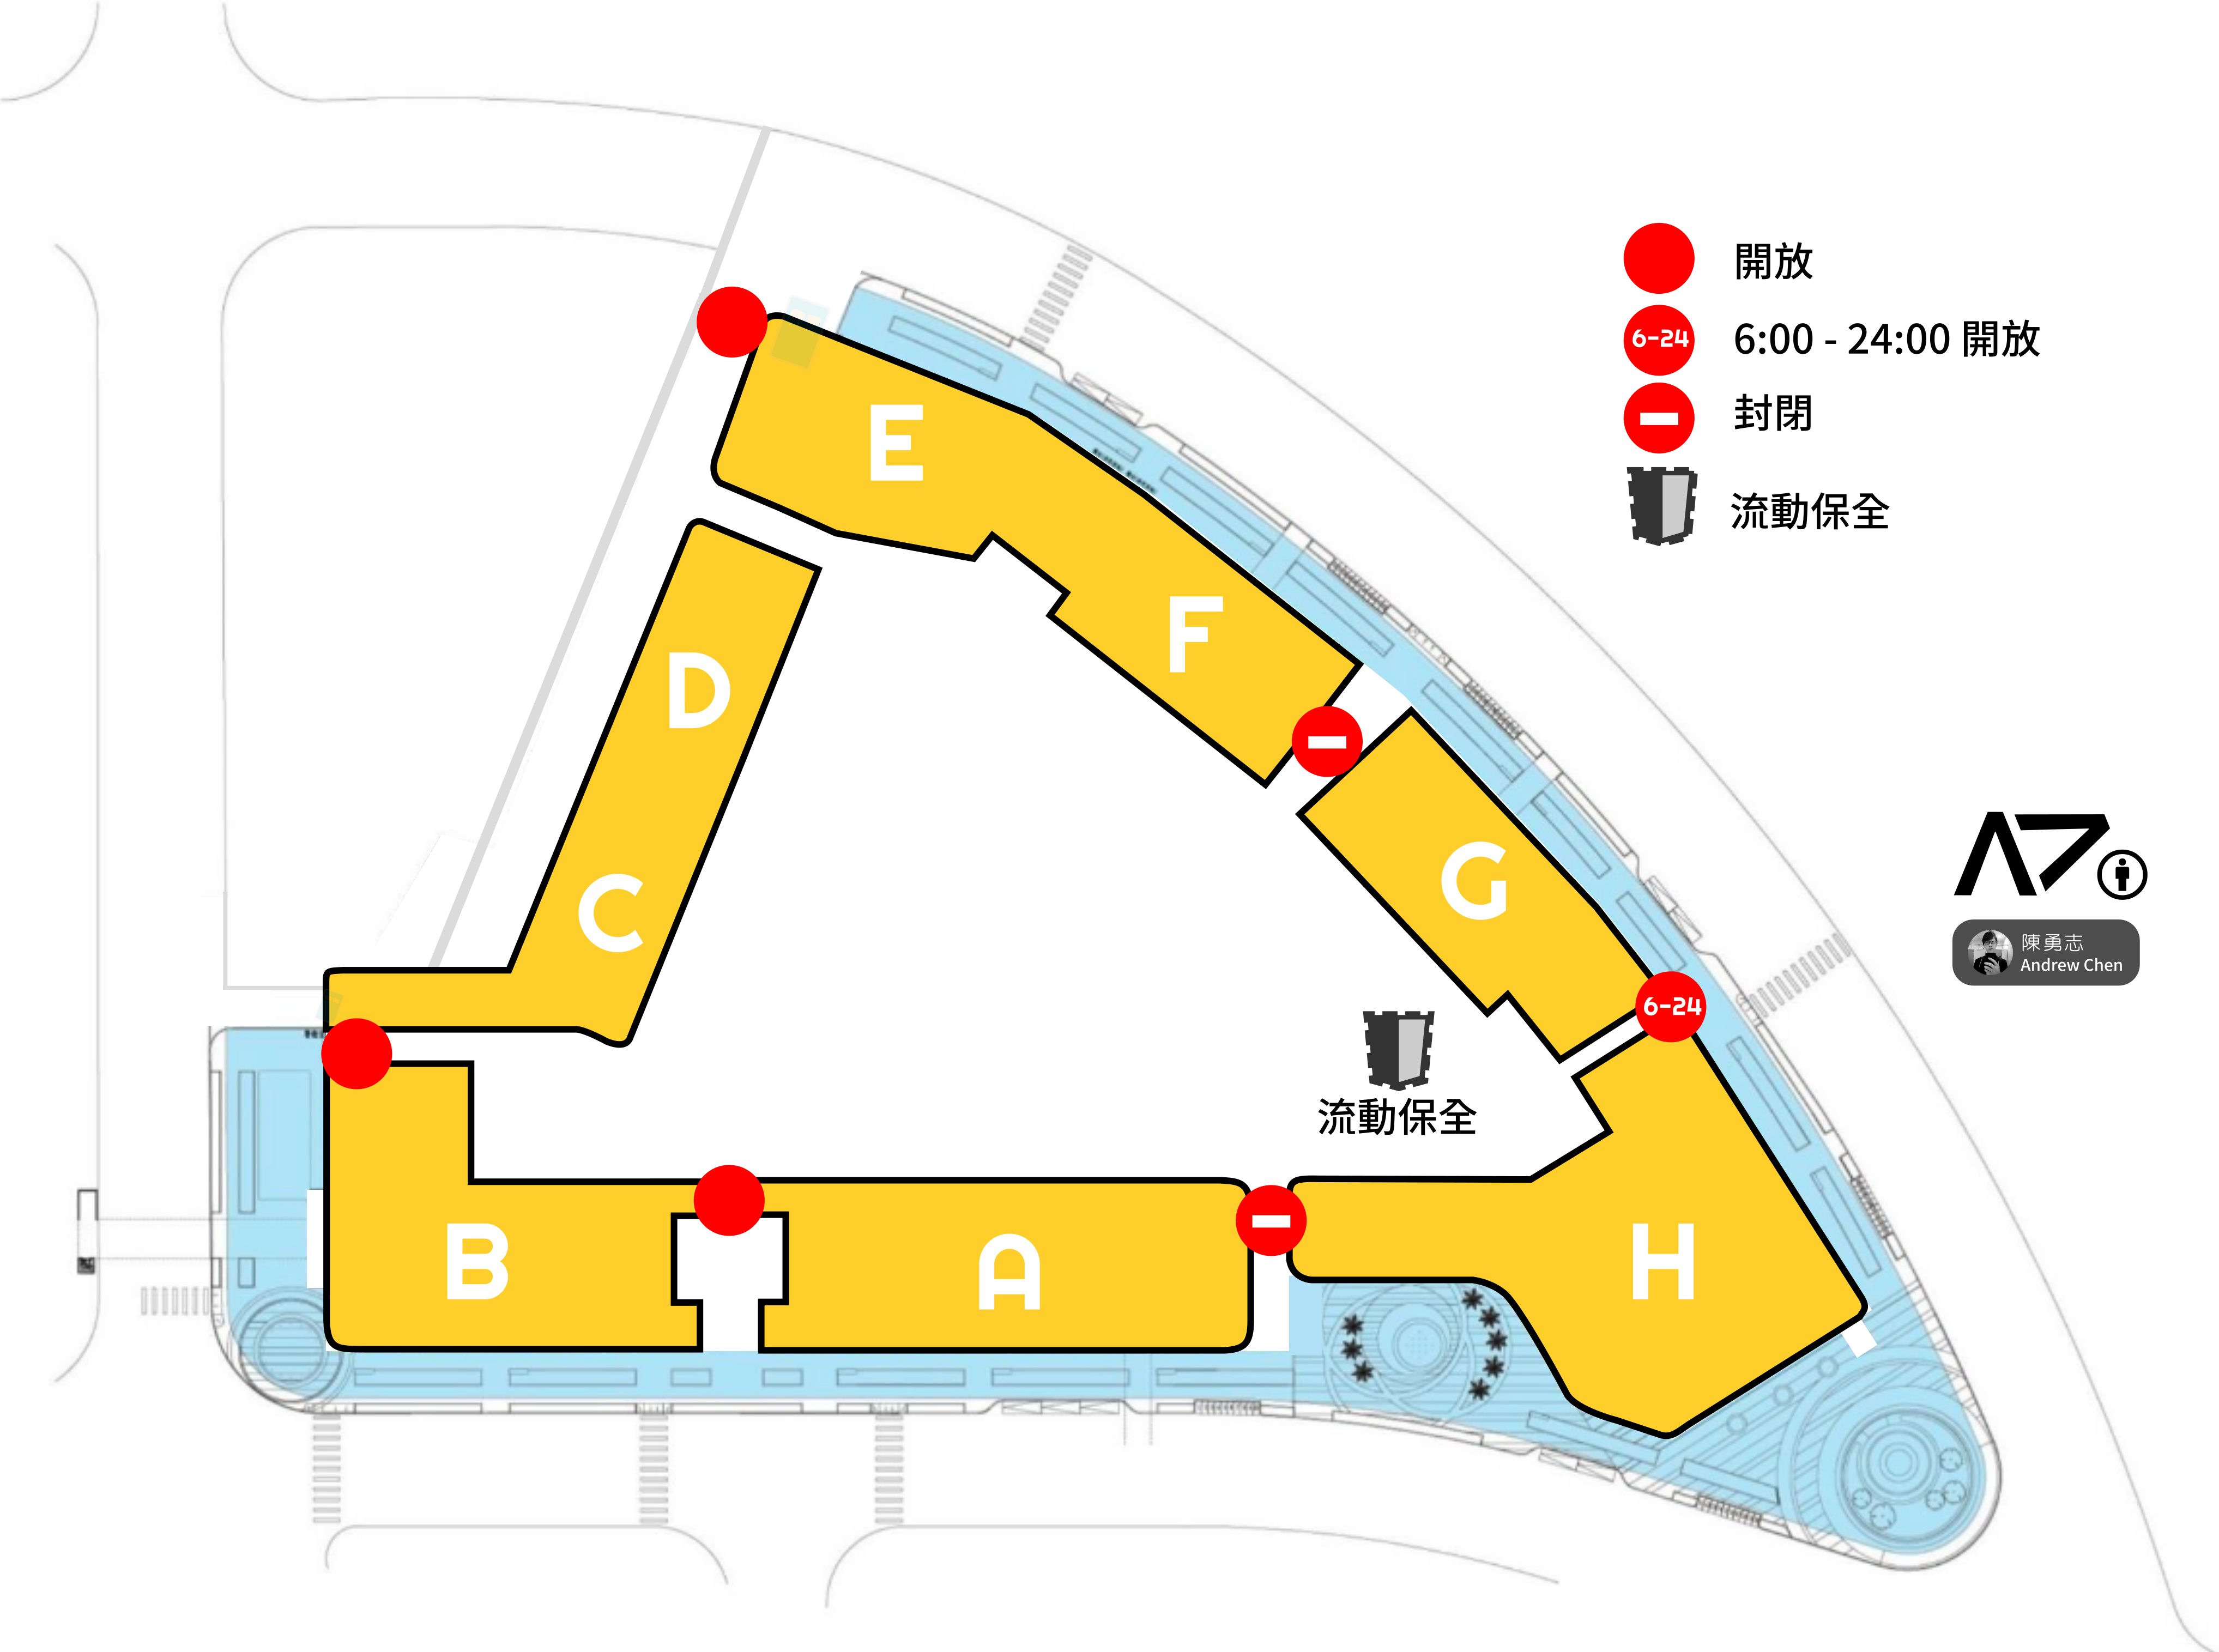 開放
6-24
6:00 - 24:00 開放
封閉
流動保全
E
F
D
C
G
6-24
流動保全
B
A
H
陳勇志
Andrew Chen